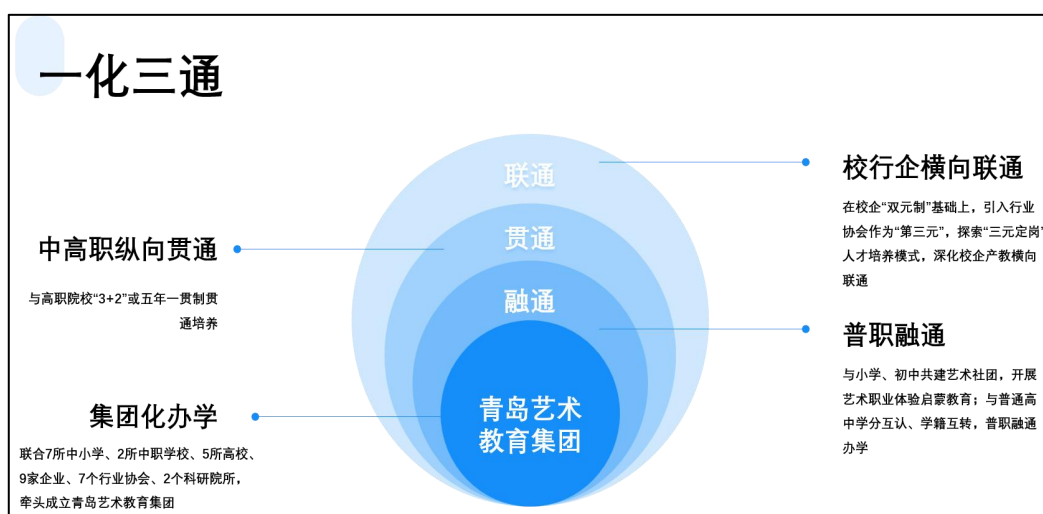 一化三通
联通
贯通
融通
青岛艺术
教育集团
中高职纵向贯通
与高职院校“3+2”或五年一贯制贯
通培养
集团化办学
联合7所中小学、2所中职学校、5所高校、
9家企业、7个行业协会、2个科研院所，
牵头成立青岛艺术教育集团
校行企横向联通
在校企“双元制”基础上，引入行业
协会作为“第三元”，探索“三元定岗”
人才培养模式，深化校企产教横向
联通
普职融通
与小学、初中共建艺术社团，开展
艺术职业体验启蒙教育；与普通高
中学分互认、学籍互转，普职融通
办学